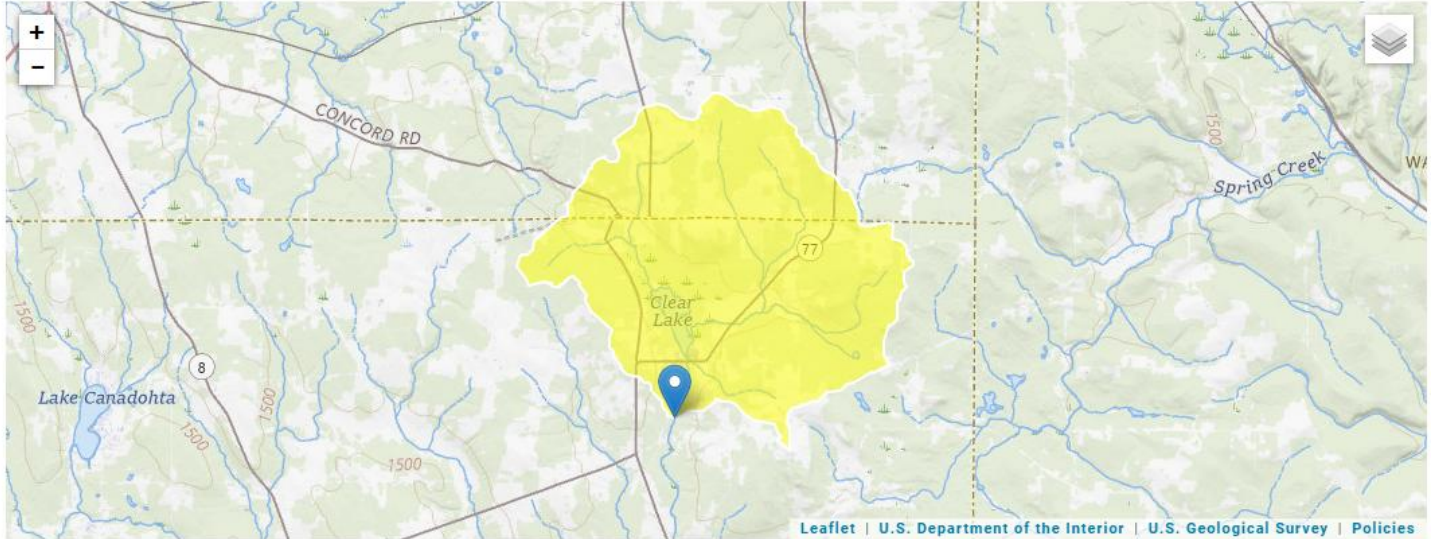 +
−
CONCORD RD
1500
Spring Creek
WA
77
Clear
Lake
1500
8
Lake Canadohta
1500
1500
1500
Leaflet | U.S. Department of the Interior | U.S. Geological Survey | Policies